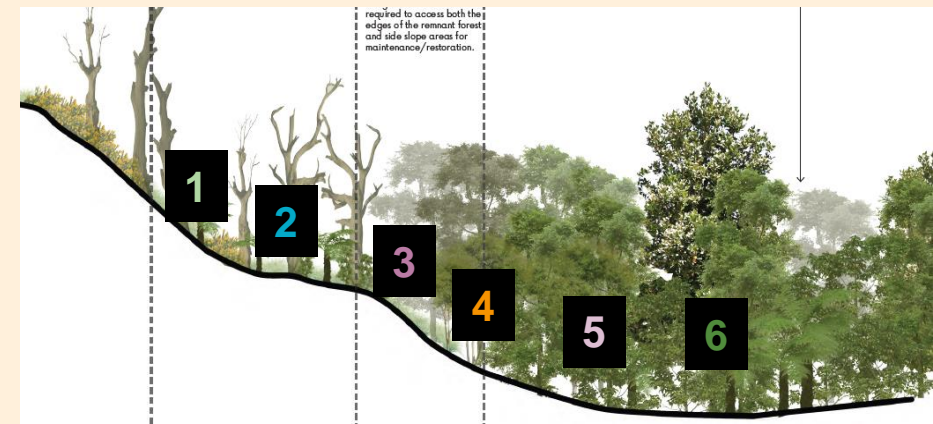 required to access both the
edges of the remnant forest
and side slope areas for
maintenance/restoration.
1
2
3
4
5
6